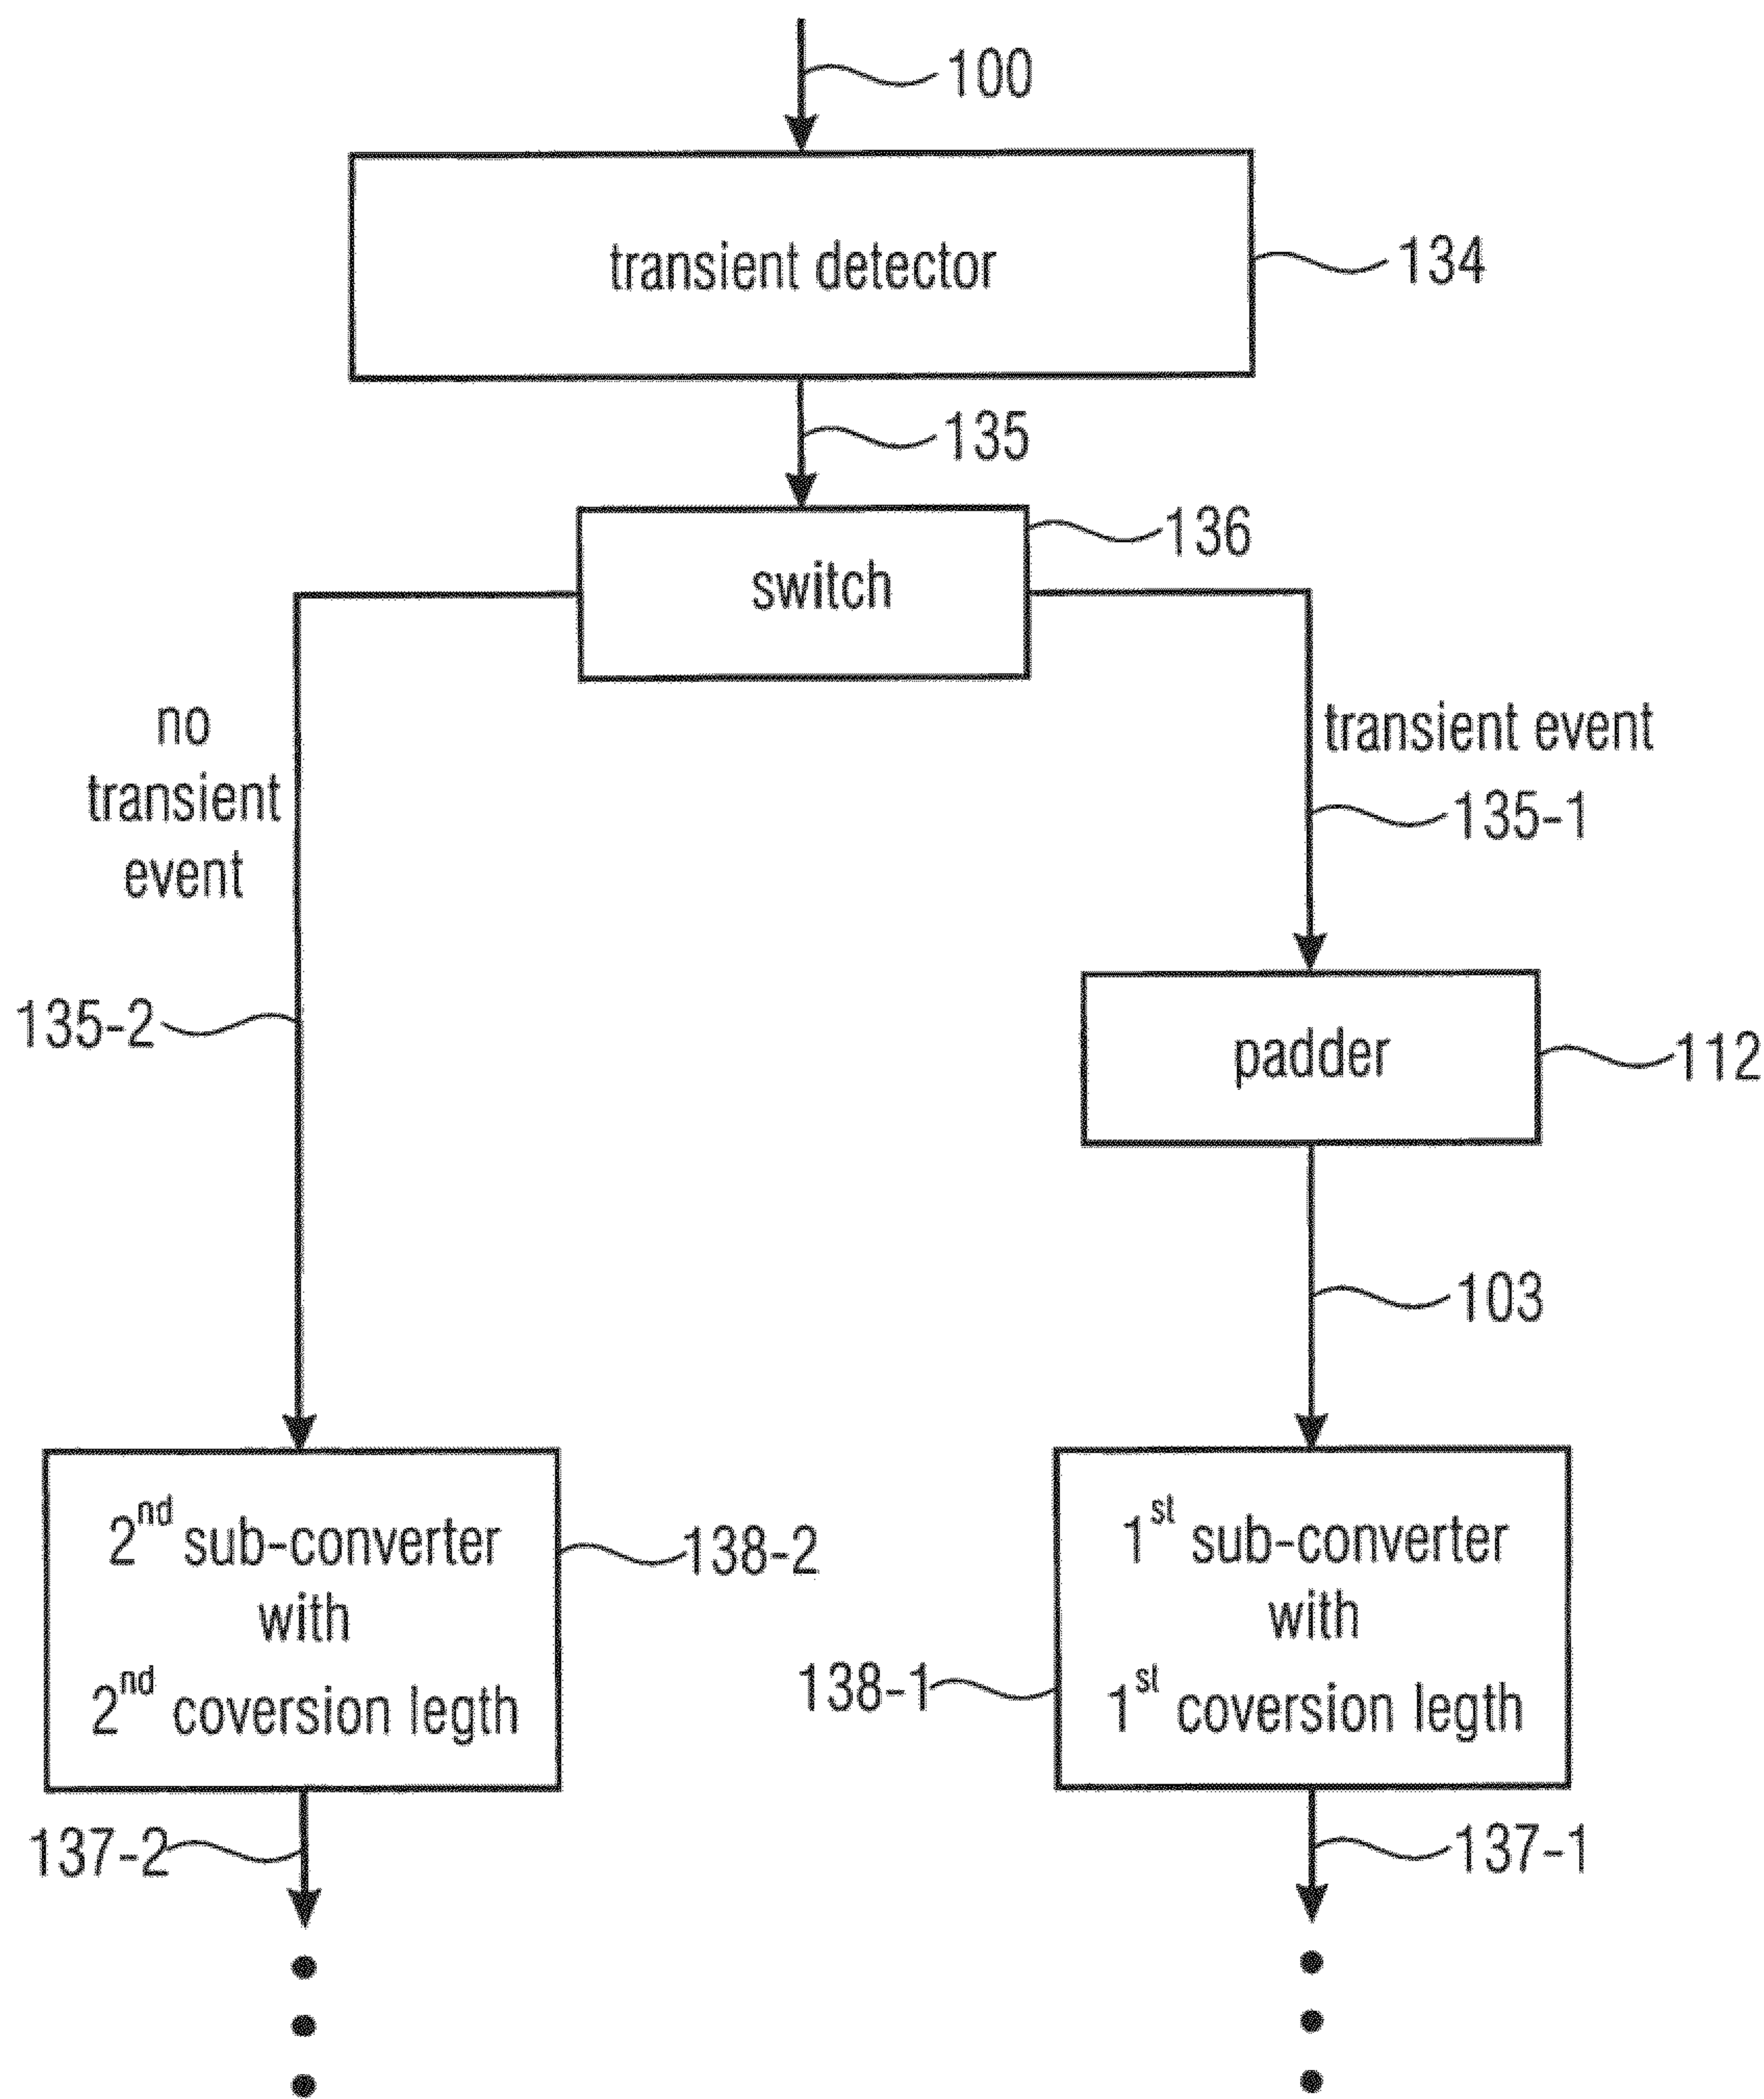 100
transient detector
134
135
136
switch
no
transient
event
transient event
135-1
135-2
padder
112
103
2nd sub-converter
with
2nd coversion legth
138-2
1st sub-converter
with
1st coversion legth
138-1
137-2
137-1